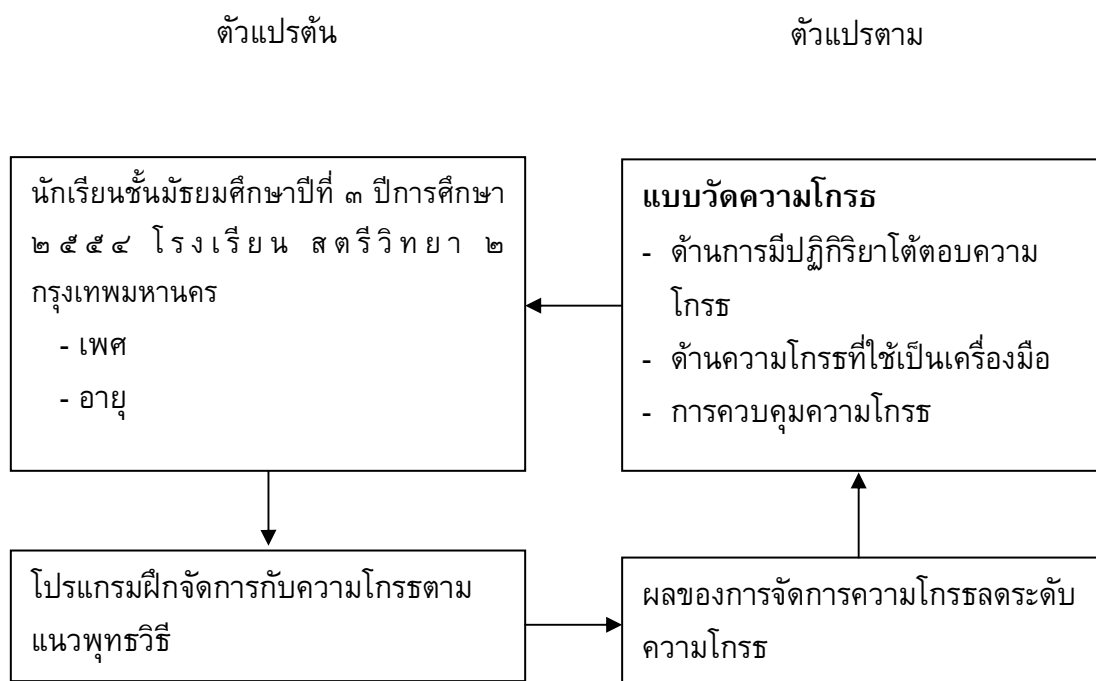 ตัวแปรต้น
ตัวแปรตาม
นักเรียนชั้นมัธยมศึกษาปีที่ ๓ ปีการศึกษา
๒๕๕๔ โรงเรียน สตรีวิทยา ๒
กรุงเทพมหานคร
- เพศ
- อายุ
แบบวัดความโกรธ
- ด้านการมีปฏิกิริยาโต้ตอบความ
โกรธ
- ด้านความโกรธที่ใช้เป็นเครื่องมือ
- การควบคุมความโกรธ
โปรแกรมฝึกจัดการกับความโกรธตาม
แนวพุทธวิธี
ผลของการจัดการความโกรธลดระดับ
ความโกรธ